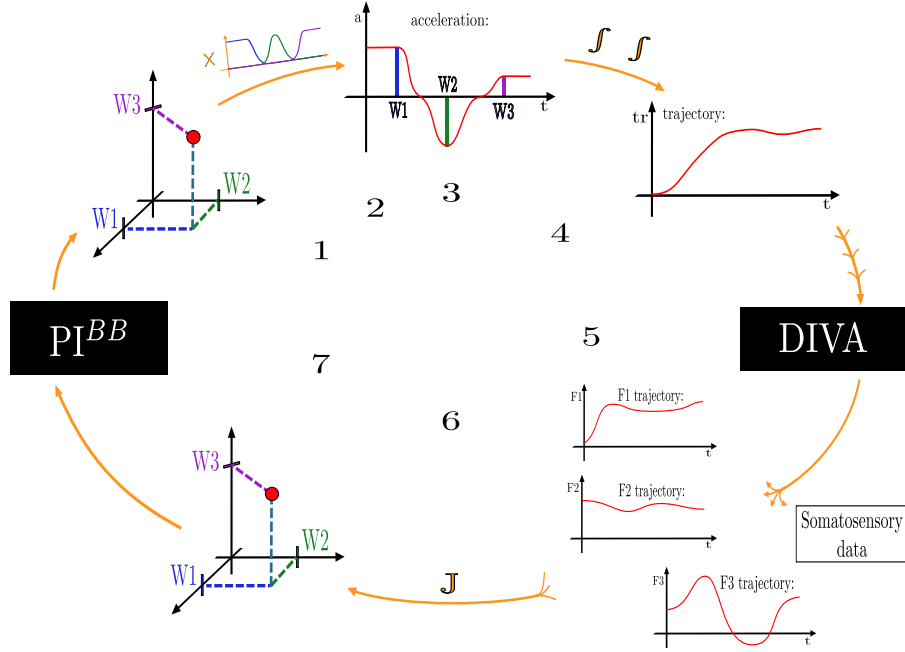 a
acceleration:
W1
W2
W3
t
X
∫ ∫
tr
trajectory:
t
W3
W2
W1
1
2
3
4
PI^{BB}
DIVA
5
6
7
F1
F1 trajectory:
t
F2
F2 trajectory:
t
F3
F3 trajectory:
t
Somatosensory
data
J
W3
W2
W1